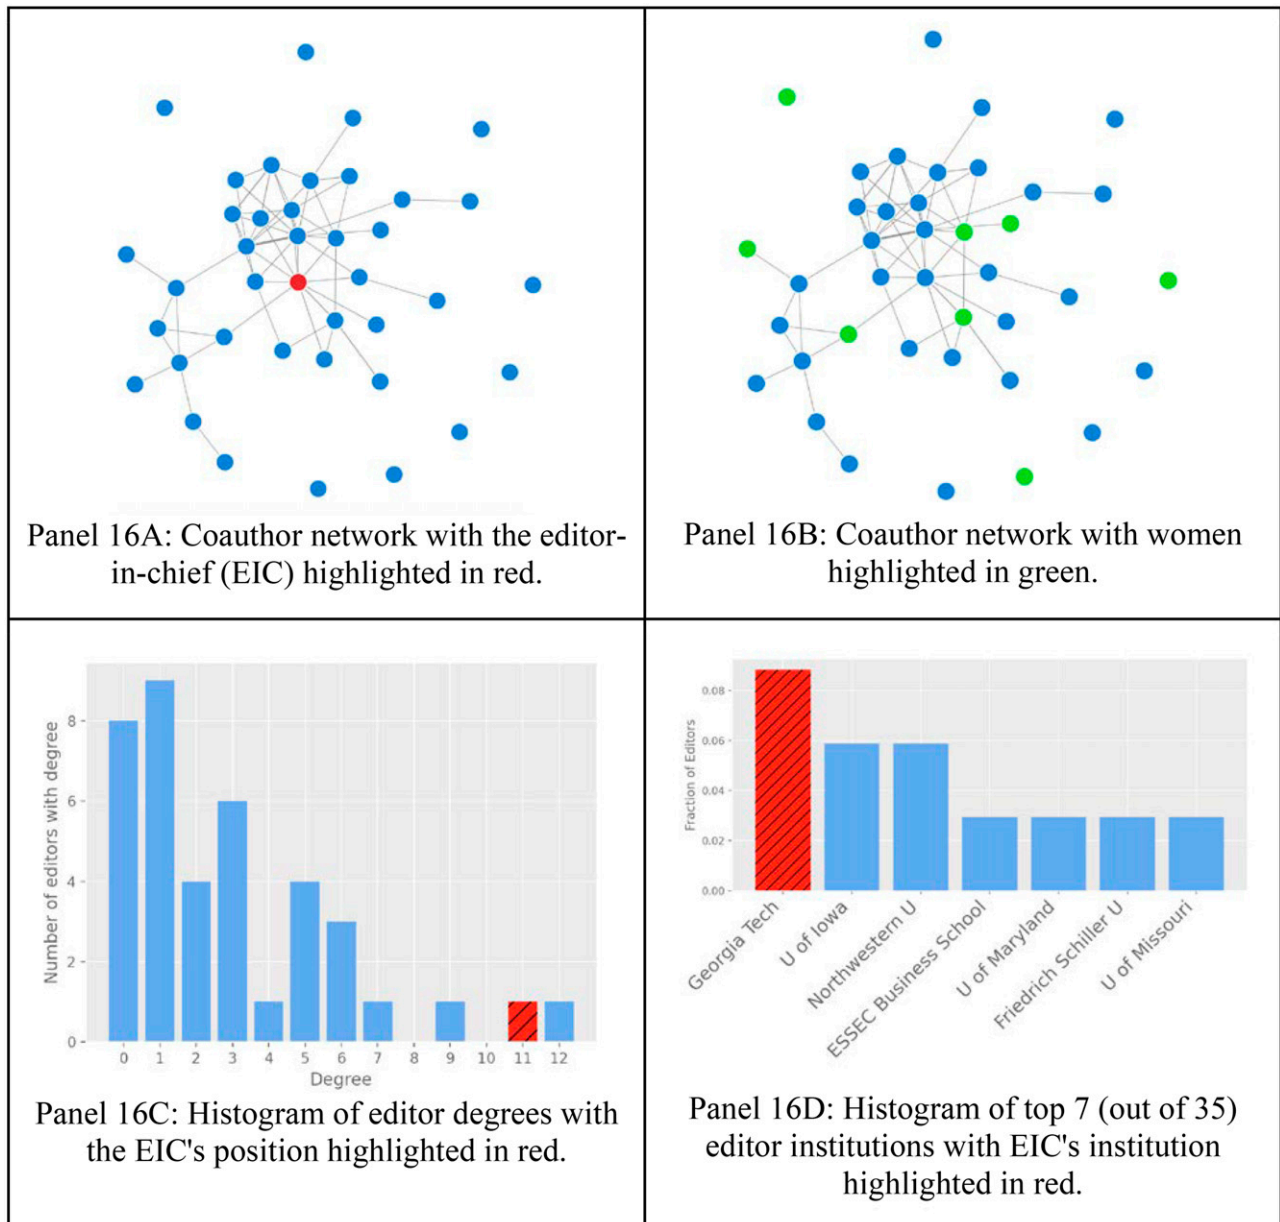 Panel 16A: Coauthor network with the editor-
in-chief (EIC) highlighted in red.
Panel 16B: Coauthor network with women
highlighted in green.
Number of editors with degree
8
6
4
2
0
0 1 2 3 4 5 6 7 8 9 10 11 12
Degree
Panel 16C: Histogram of editor degrees with
the EIC's position highlighted in red.
Fraction of Editors
0.08
0.06
0.04
0.02
0.00
Georgia Tech
U of Iowa
Northwestern U
ESSEC Business School
U of Maryland
Friedrich Schiller U
U of Missouri
Panel 16D: Histogram of top 7 (out of 35)
editor institutions with EIC's institution
highlighted in red.